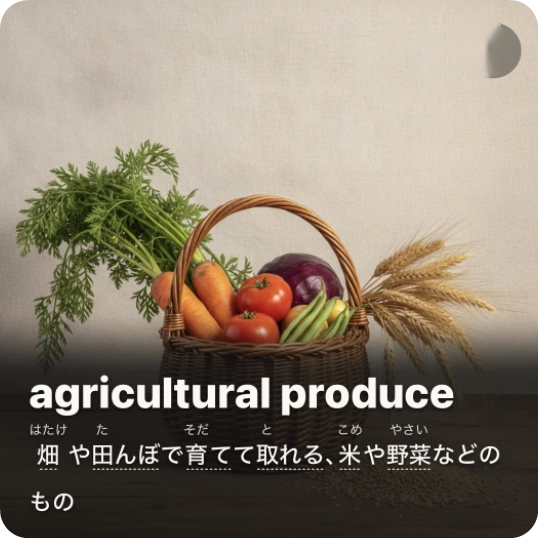 agricultural produce
はたけ た そだ と こめ やさい
畑や田んぼで育てて取れる、米や野菜などの
もの